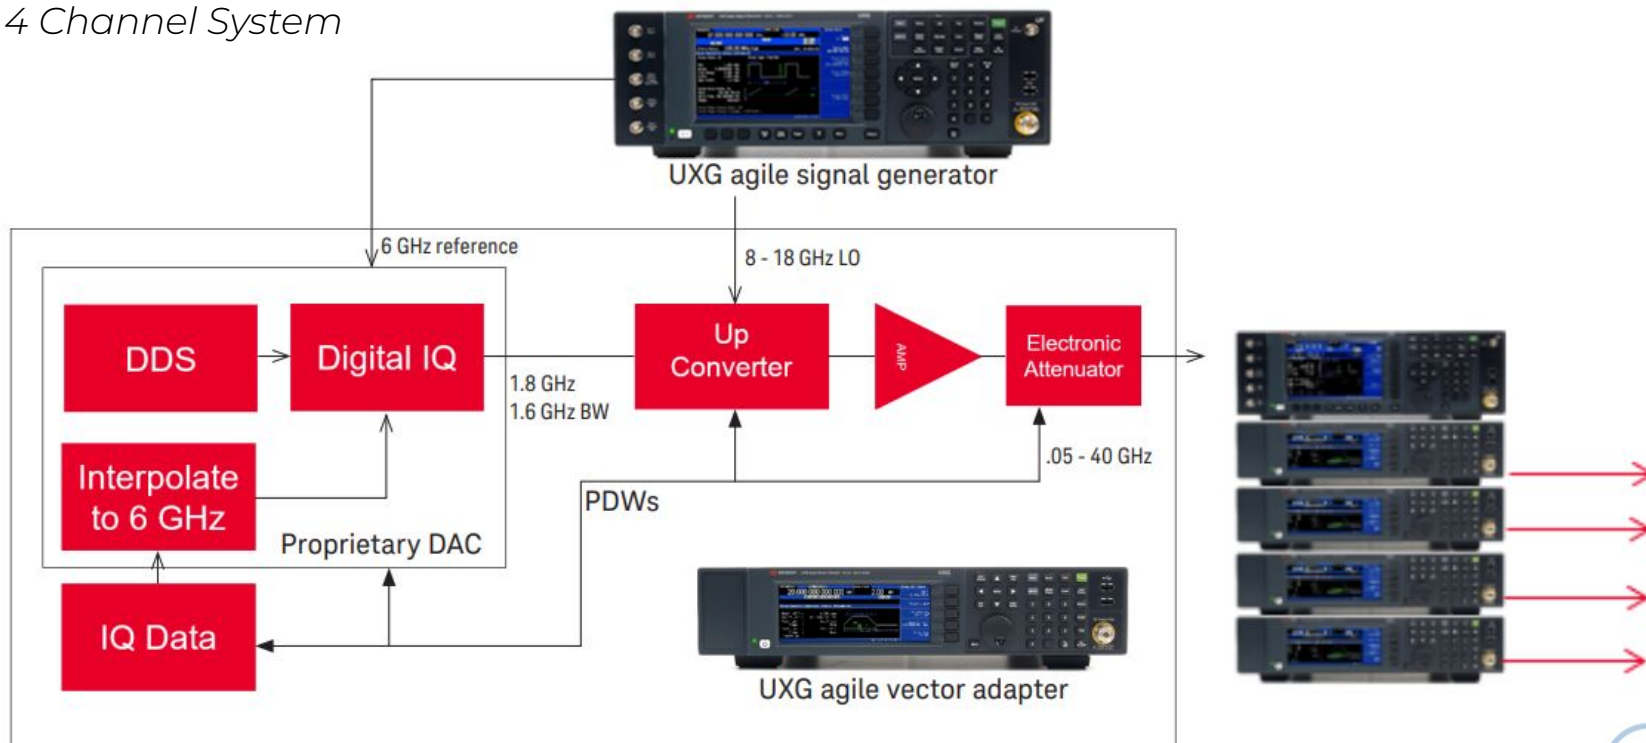 4 Channel System
UXG agile signal generator
6 GHz reference
8 - 18 GHz LO
DDS
Digital IQ
Up
Converter
AMP
Electronic
Attenuator
1.8 GHz
1.6 GHz BW
.05 - 40 GHz
Interpolate
to 6 GHz
PDWs
Proprietary DAC
IQ Data
UXG agile vector adapter